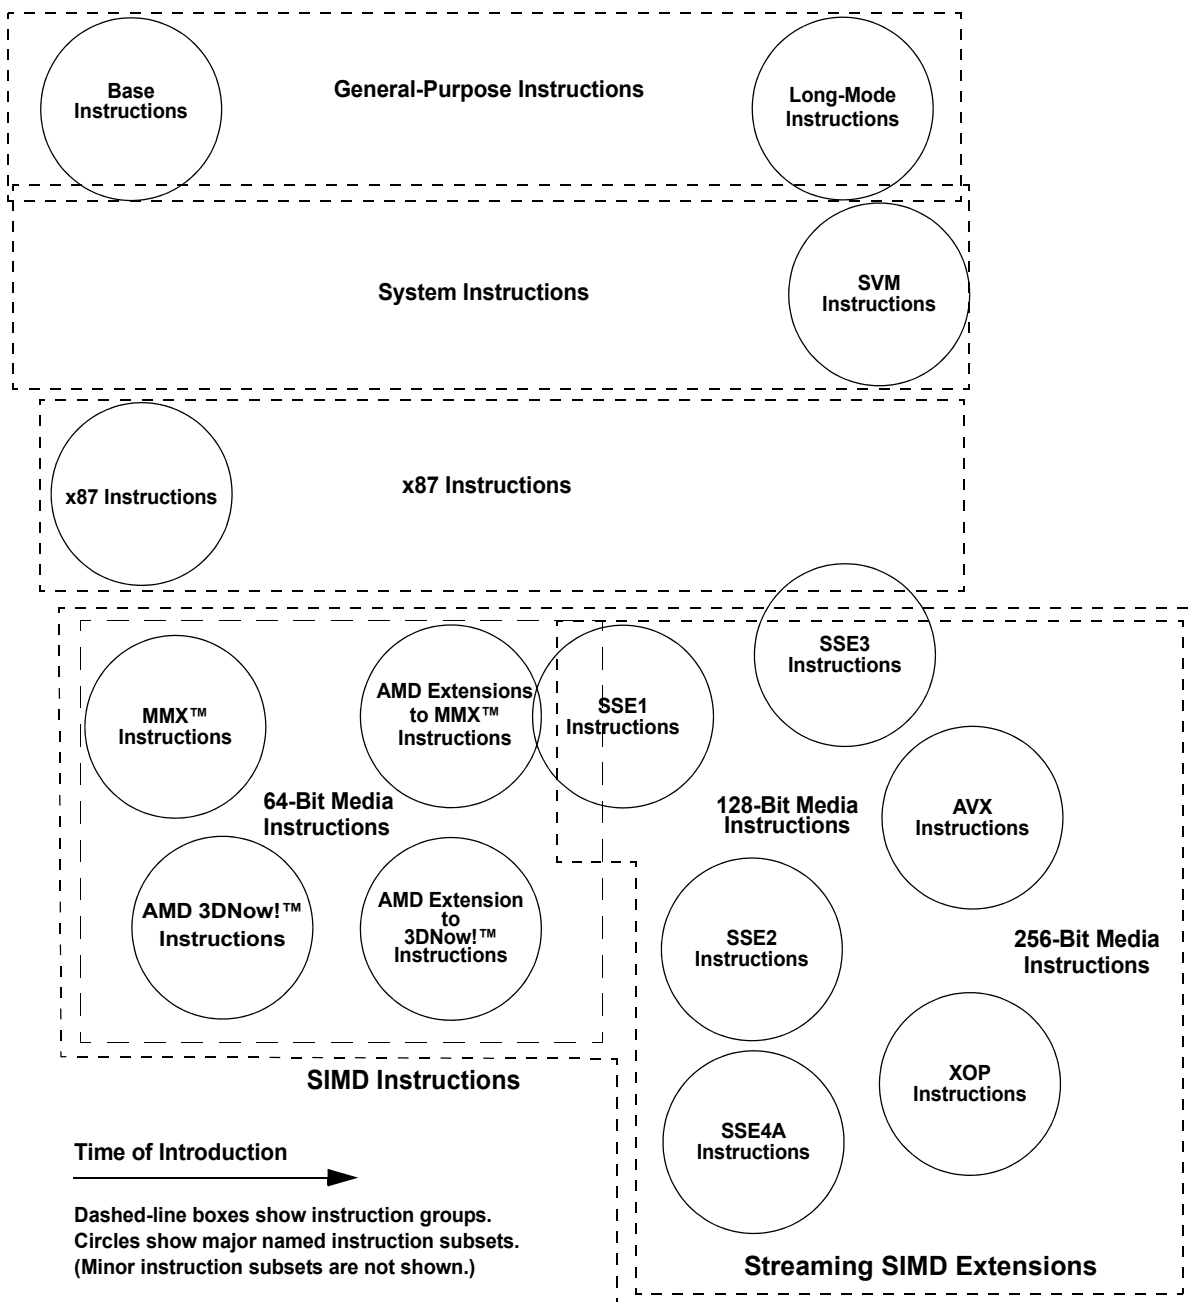 Base
Instructions
General-Purpose Instructions
Long-Mode
Instructions
System Instructions
SVM
Instructions
x87 Instructions
x87 Instructions
MMX™
Instructions
AMD Extensions
to MMX™
Instructions
SSE1
Instructions
SSE3
Instructions
64-Bit Media
Instructions
128-Bit Media
Instructions
AVX
Instructions
AMD 3DNow!™
Instructions
AMD Extension
to
3DNow!™
Instructions
SSE2
Instructions
256-Bit Media
Instructions
SIMD Instructions
XOP
Instructions
SSE4A
Instructions
Time of Introduction
Dashed-line boxes show instruction groups.
Circles show major named instruction subsets.
(Minor instruction subsets are not shown.)
Streaming SIMD Extensions